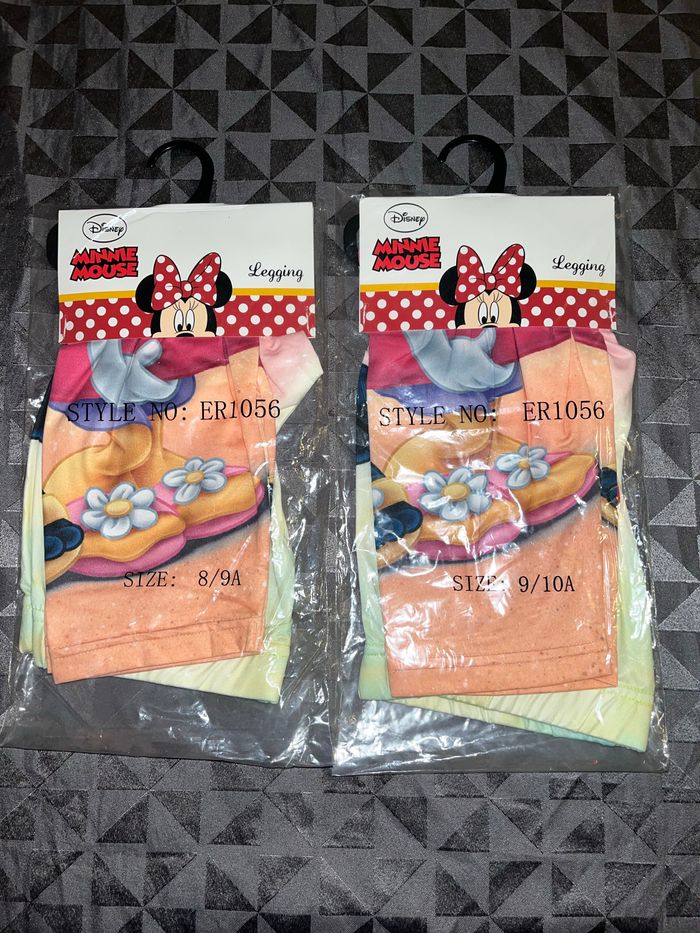 Disney
MINNIE
MOUSE
Legging
STYLE NO: ER1056
SIZE: 8/9A
Disney
MINNIE
MOUSE
Legging
STYLE NO: ER1056
SIZE: 9/10A